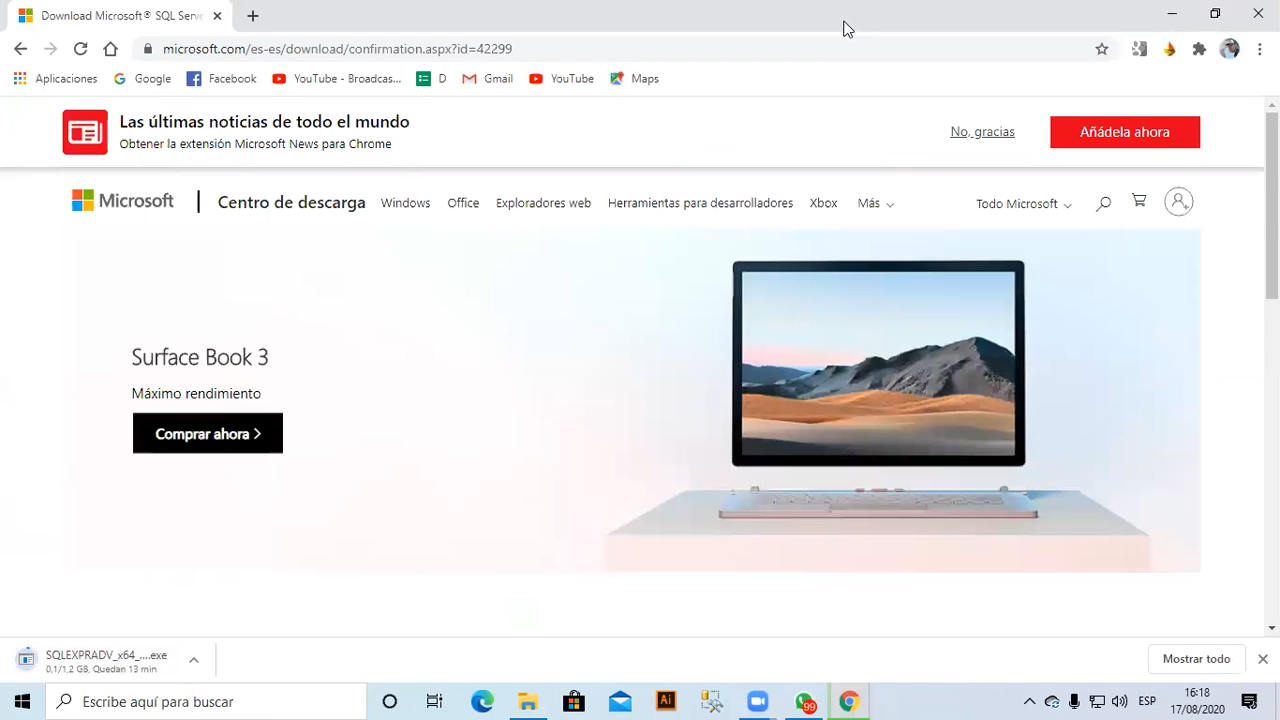 Download Microsoft® SQL Serve
microsoft.com/es-es/download/confirmation.aspx?id=42299
Aplicaciones
Google
Facebook
YouTube - Broadcas...
D
Gmail
YouTube
Maps
Las últimas noticias de todo el mundo
Obtener la extensión Microsoft News para Chrome
No, gracias
Añádela ahora
Microsoft
Centro de descarga
Windows
Office
Exploradores web
Herramientas para desarrolladores
Xbox
Más
Todo Microsoft
Surface Book 3
Máximo rendimiento
Comprar ahora
SQLEXPRADV_x64_....exe
0,1/1,2 GB, Quedan 13 min
Mostrar todo
Escribe aquí para buscar
Ai
99
ESP
16:18
17/08/2020